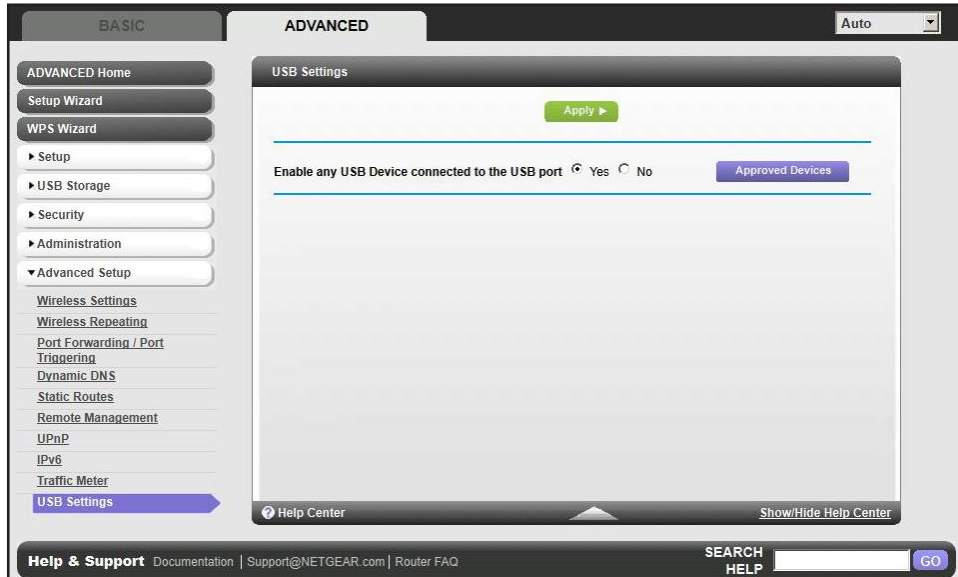 BASIC
ADVANCED
Auto
ADVANCED Home
Setup Wizard
WPS Wizard
Setup
USB Storage
Security
Administration
Advanced Setup
Wireless Settings
Wireless Repeating
Port Forwarding / Port
Triggering
Dynamic DNS
Static Routes
Remote Management
UPnP
IPv6
Traffic Meter
USB Settings
USB Settings
Apply
Enable any USB Device connected to the USB port Yes No Approved Devices
? Help Center Show/Hide Help Center
Help & Support Documentation | Support@NETGEAR.com | Router FAQ
SEARCH
HELP
GO